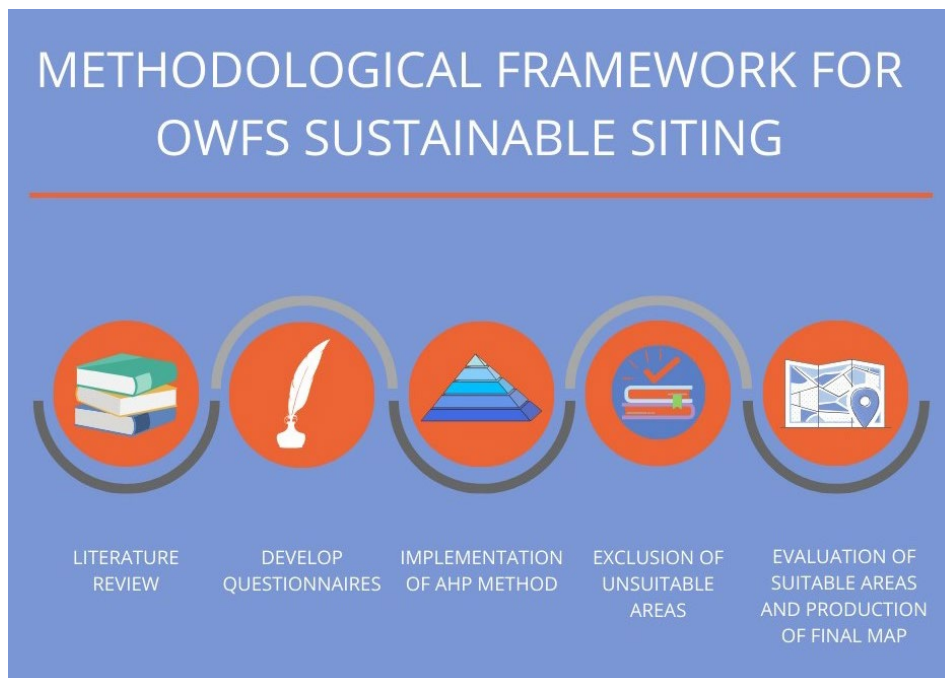 METHODOLOGICAL FRAMEWORK FOR
OWFS SUSTAINABLE SITING
LITERATURE
REVIEW
DEVELOP
QUESTIONNAIRES
IMPLEMENTATION
OF AHP METHOD
EXCLUSION OF
UNSUITABLE
AREAS
EVALUATION OF
SUITABLE AREAS
AND PRODUCTION
OF FINAL MAP